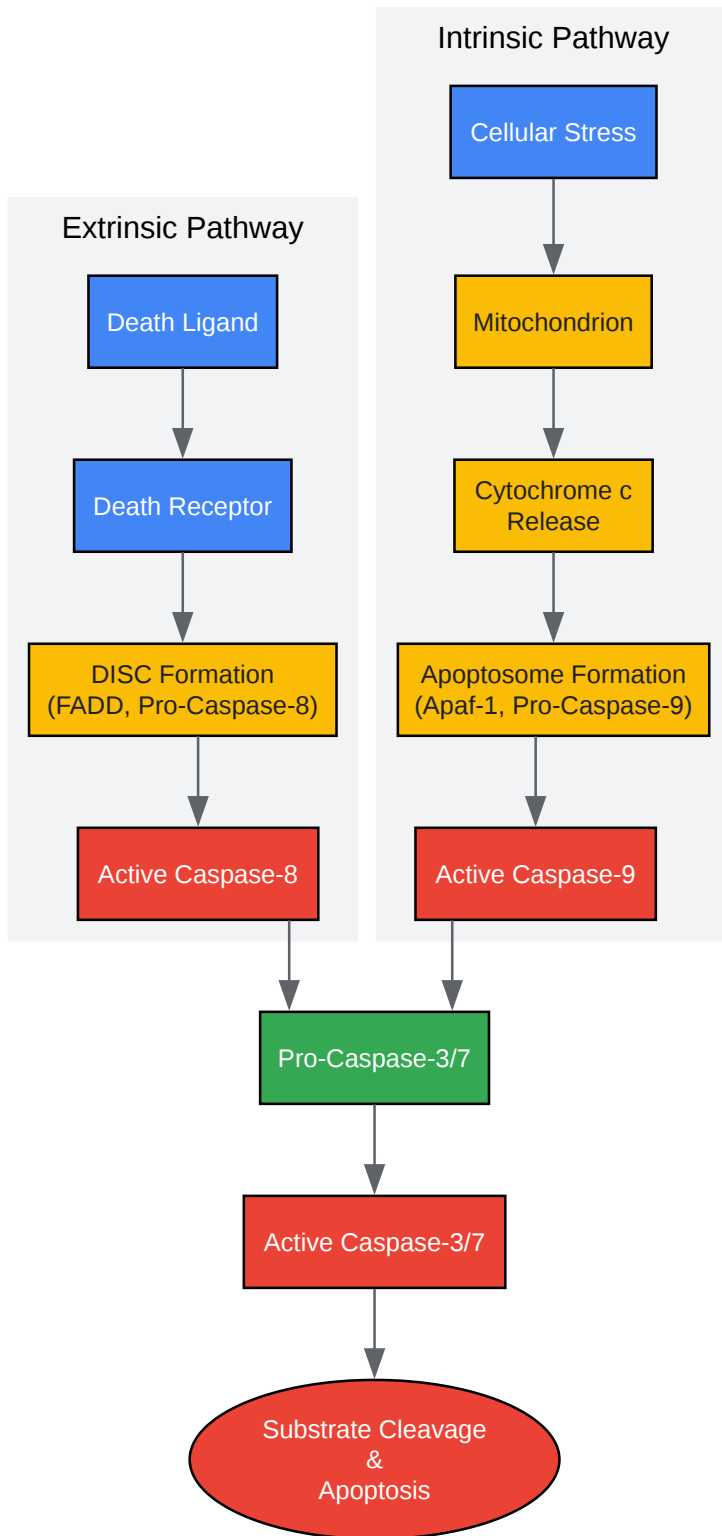 Intrinsic Pathway
Cellular Stress
Mitochondrion
Cytochrome c
Release
Apoptosome Formation
(Apaf-1, Pro-Caspase-9)
Active Caspase-9
Extrinsic Pathway
Death Ligand
Death Receptor
DISC Formation
(FADD, Pro-Caspase-8)
Active Caspase-8
Pro-Caspase-3/7
Active Caspase-3/7
Substrate Cleavage
&
Apoptosis